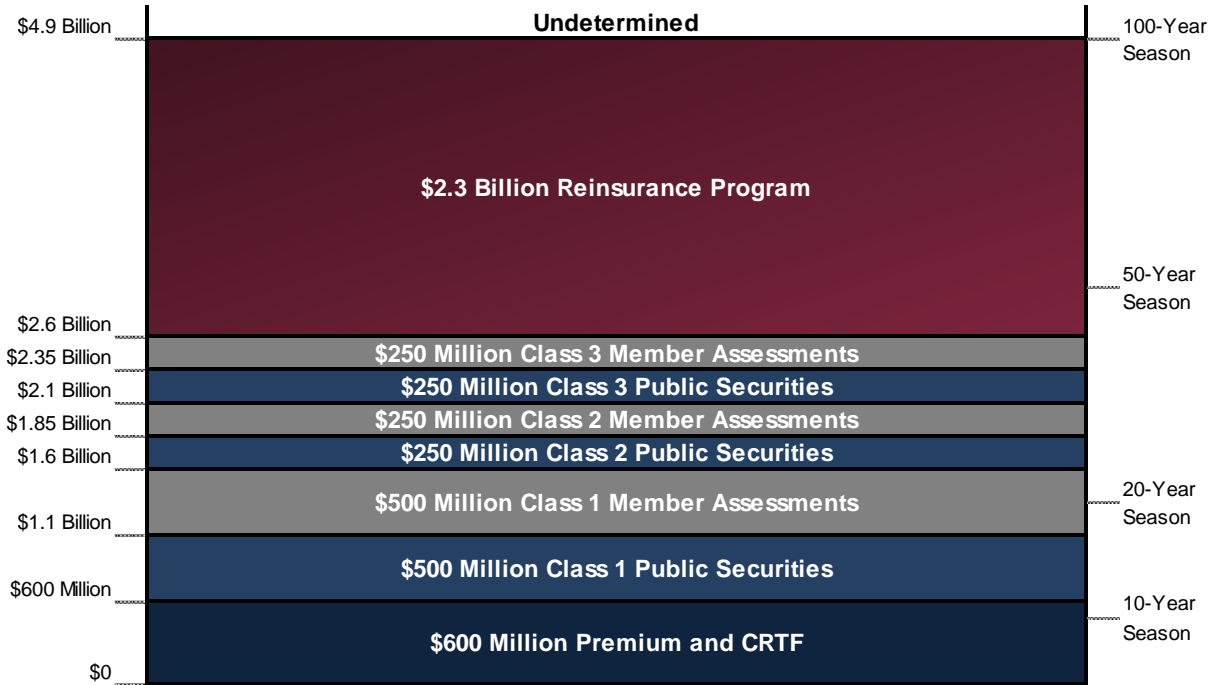 Undetermined
$4.9 Billion
100-Year
Season
$2.3 Billion Reinsurance Program
50-Year
Season
$2.6 Billion
$250 Million Class 3 Member Assessments
$2.35 Billion
$250 Million Class 3 Public Securities
$2.1 Billion
$250 Million Class 2 Member Assessments
$1.85 Billion
$250 Million Class 2 Public Securities
$1.6 Billion
$500 Million Class 1 Member Assessments
20-Year
Season
$1.1 Billion
$500 Million Class 1 Public Securities
$600 Million
10-Year
Season
$600 Million Premium and CRTF
$0